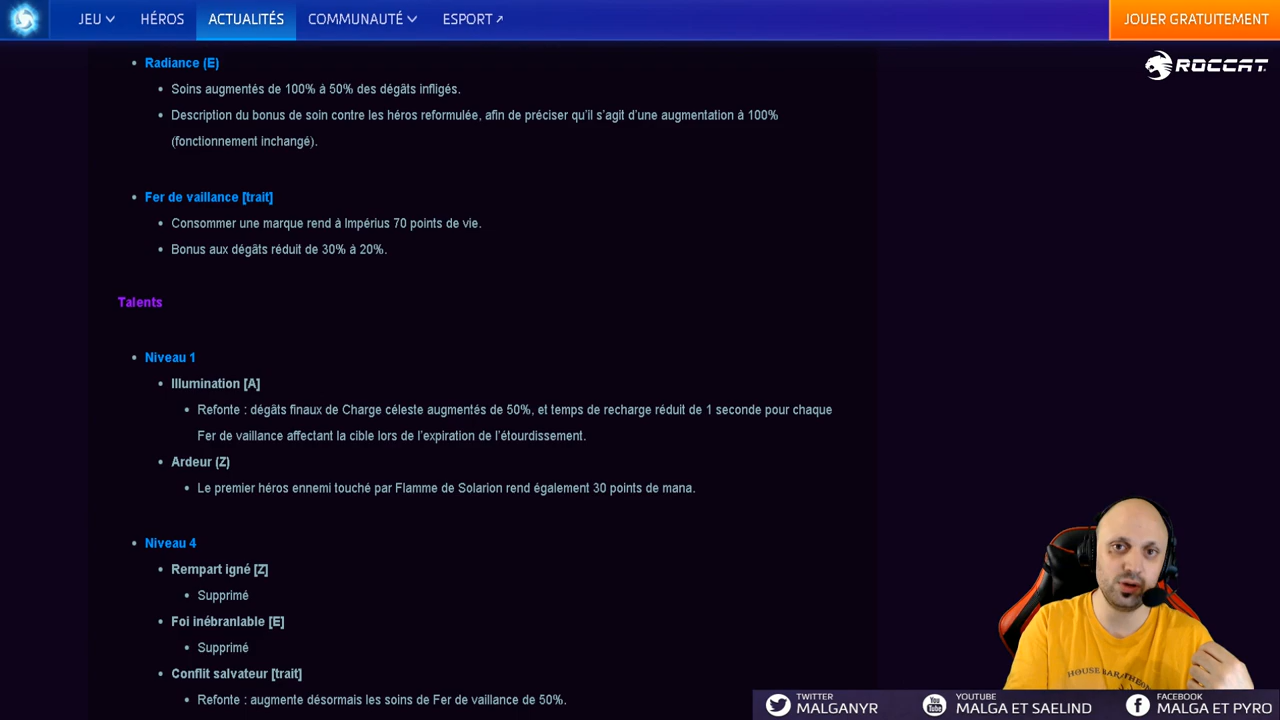 JEU HÉROS ACTUALITÉS COMMUNAUTÉ ESPORT JOUER GRATUITEMENT
ROCCAT
Radiance (E)
Soins augmentés de 100% à 50% des dégâts infligés.
Description du bonus de soin contre les héros reformulée, afin de préciser qu'il s'agit d'une augmentation à 100%
(fonctionnement inchangé).
Fer de vaillance [trait]
Consommer une marque rend à Impérius 70 points de vie.
Bonus aux dégâts réduit de 30% à 20%.
Talents
Niveau 1
Illumination [A]
Refonte : dégâts finaux de Charge céleste augmentés de 50%, et temps de recharge réduit de 1 seconde pour chaque
Fer de vaillance affectant la cible lors de l'expiration de l'étourdissement.
Ardeur (Z)
Le premier héros ennemi touché par Flamme de Solarion rend également 30 points de mana.
Niveau 4
Rempart igné [Z]
Supprimé
Foi inébranlable [E]
Supprimé
Conflit salvateur [trait]
Refonte : augmente désormais les soins de Fer de vaillance de 50%.
HOUSE BARATHEON
TWITTER
MALGANYR
YOUTUBE
MALGA ET SAELIND
FACEBOOK
MALGA ET PYRO